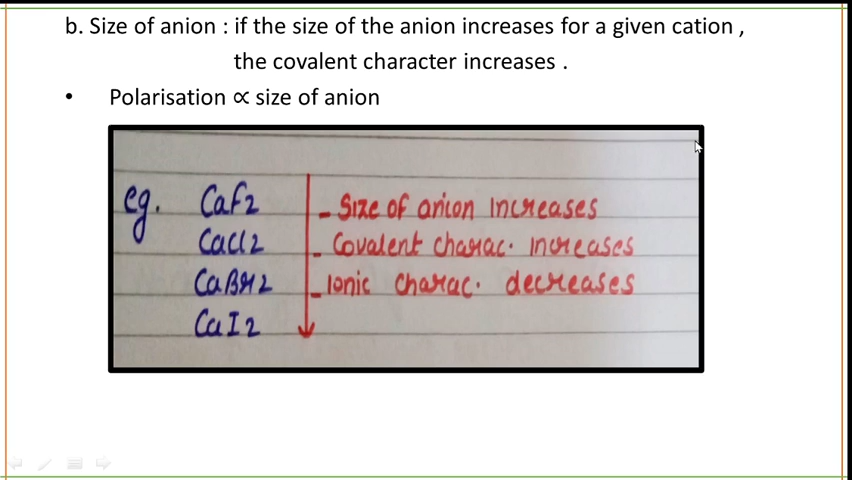 b. Size of anion : if the size of the anion increases for a given cation ,
the covalent character increases .
• Polarisation ∝ size of anion
eg. CaF2 - Size of anion increases
CaCl2 - Covalent charac. increases
CaBr2 - Ionic charac. decreases
CaI2